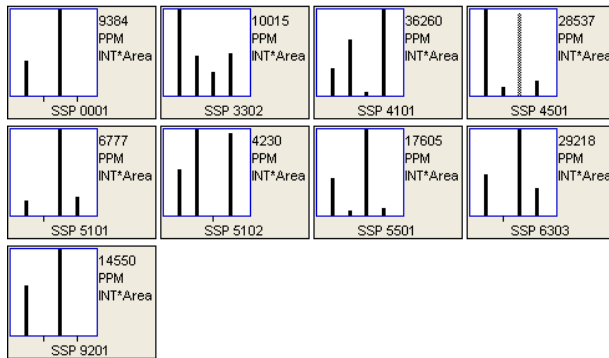 9384
PPM
INT*Area
SSP 0001
10015
PPM
INT*Area
SSP 3302
36260
PPM
INT*Area
SSP 4101
28537
PPM
INT*Area
SSP 4501
6777
PPM
INT*Area
SSP 5101
4230
PPM
INT*Area
SSP 5102
17605
PPM
INT*Area
SSP 5501
29218
PPM
INT*Area
SSP 6303
14550
PPM
INT*Area
SSP 9201